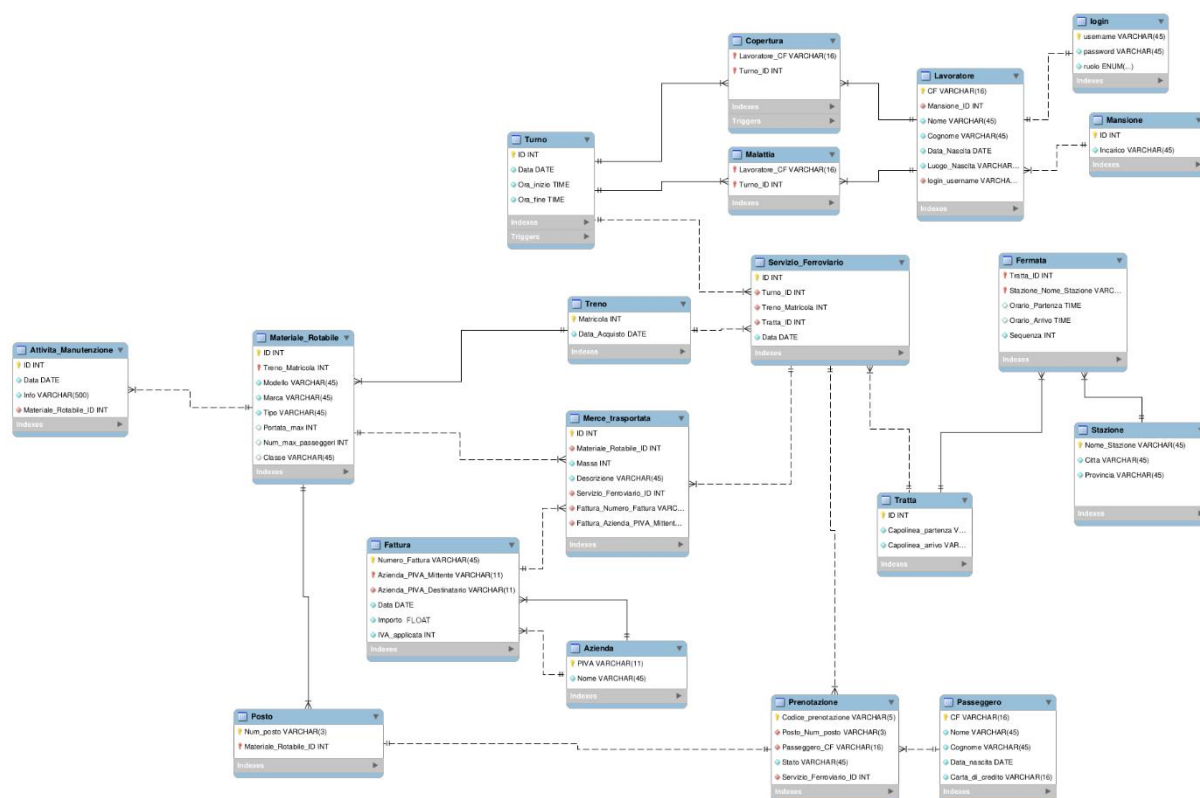 login
username VARCHAR(45)
password VARCHAR(45)
ruolo ENUM(...)
Indexes
Copertura
Lavoratore_CF VARCHAR(16)
Turno_ID INT
Indexes
Triggers
Lavoratore
CF VARCHAR(16)
Mansione_ID INT
Nome VARCHAR(45)
Cognome VARCHAR(45)
Data_Nascita DATE
Luogo_Nascita VARCHAR...
login_username VARCHA...
Indexes
Mansione
ID INT
Incarico VARCHAR(45)
Indexes
Turno
ID INT
Data DATE
Ora_inizio TIME
Ora_fine TIME
Indexes
Triggers
Malattia
Lavoratore_CF VARCHAR(16)
Turno_ID INT
Indexes
Servizio_Ferroviario
ID INT
Turno_ID INT
Treno_Matricola INT
Tratta_ID INT
Data DATE
Indexes
Fermata
Tratta_ID INT
Stazione_Nome_Stazione VARC...
Orario_Partenza TIME
Orario_Arrivo TIME
Sequenza INT
Indexes
Treno
Matricola INT
Data_Acquisto DATE
Indexes
Attivita_Manutenzione
ID INT
Data DATE
Info VARCHAR(500)
Materiale_Rotabile_ID INT
Indexes
Materiale_Rotabile
ID INT
Treno_Matricola INT
Modello VARCHAR(45)
Marca VARCHAR(45)
Tipo VARCHAR(45)
Portata_max INT
Num_max_passeggeri INT
Classe VARCHAR(45)
Indexes
Merce_trasportata
ID INT
Materiale_Rotabile_ID INT
Massa INT
Descrizione VARCHAR(45)
Servizio_Ferroviario_ID INT
Fattura_Numero_Fattura VARC...
Fattura_Azienda_PIVA_Mittent...
Indexes
Stazione
Nome_Stazione VARCHAR(45)
Citta VARCHAR(45)
Provincia VARCHAR(45)
Indexes
Tratta
ID INT
Capolinea_partenza V...
Capolinea_arrivo VAR...
Indexes
Fattura
Numero_Fattura VARCHAR(45)
Azienda_PIVA_Mittente VARCHAR(11)
Azienda_PIVA_Destinatario VARCHAR(11)
Data DATE
Importo FLOAT
IVA_applicata INT
Indexes
Azienda
PIVA VARCHAR(11)
Nome VARCHAR(45)
Indexes
Posto
Num_posto VARCHAR(3)
Materiale_Rotabile_ID INT
Indexes
Prenotazione
Codice_prenotazione VARCHAR(5)
Posto_Num_posto VARCHAR(3)
Passeggero_CF VARCHAR(16)
Stato VARCHAR(45)
Servizio_Ferroviario_ID INT
Indexes
Passeggero
CF VARCHAR(16)
Nome VARCHAR(45)
Cognome VARCHAR(45)
Data_nascita DATE
Carta_di_credito VARCHAR(16)
Indexes